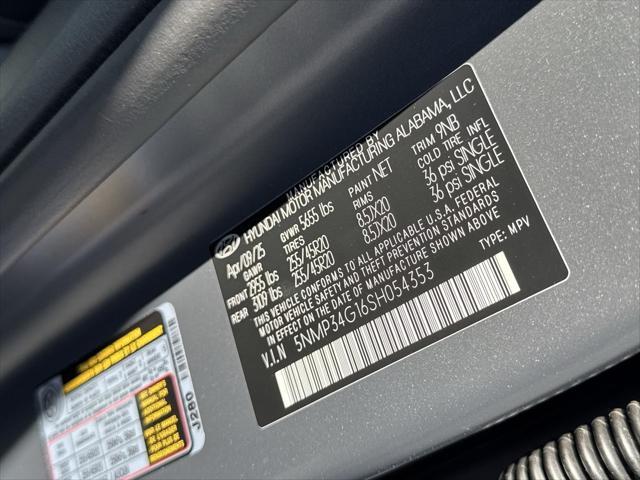 MANUFACTURED BY
HYUNDAI MOTOR MANUFACTURING ALABAMA, LLC
Apr/09/25 GVWR 5655 lbs PAINT NET TRIM 9NB
GAWR TIRES RIMS COLD TIRE INFL
FRONT 2955 lbs 255/45R20 8.5JX20 36 psi SINGLE
REAR 3109 lbs 255/45R20 8.5JX20 36 psi SINGLE
THIS VEHICLE CONFORMS TO ALL APPLICABLE U.S.A. FEDERAL
MOTOR VEHICLE SAFETY AND THEFT PREVENTION STANDARDS
IN EFFECT ON THE DATE OF MANUFACTURE SHOWN ABOVE
V.I.N 5NMP34G16SH054353 TYPE: MPV
J280